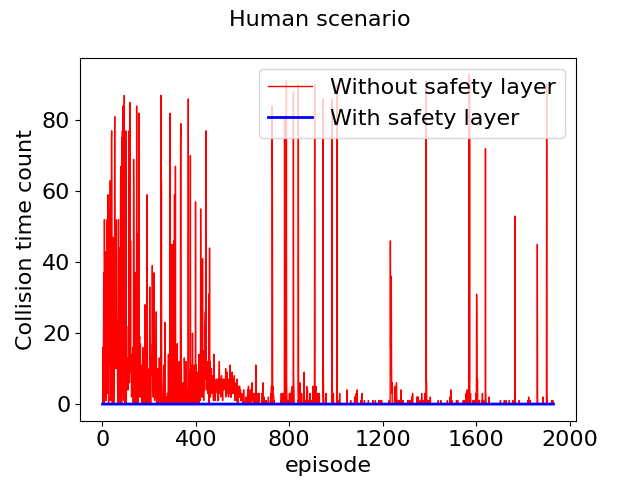 Human scenario
Without safety layer
With safety layer
Collision time count
80
60
40
20
0
0 400 800 1200 1600 2000
episode